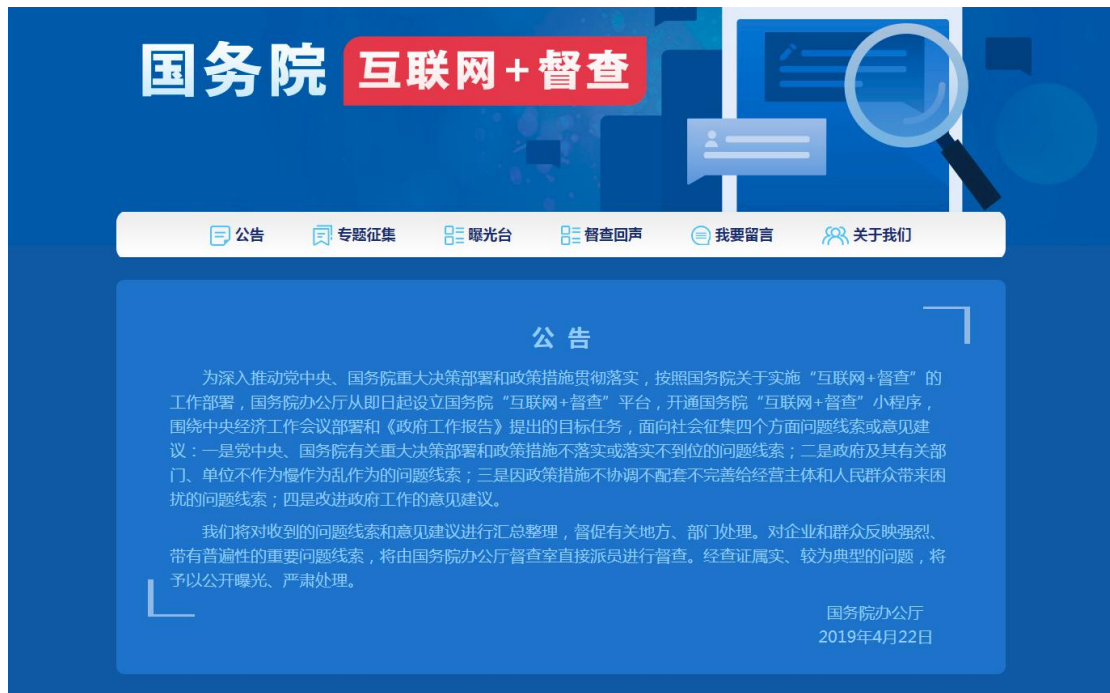 国务院 互联网+督查
公告 专题征集 曝光台 督查回声 我要留言 关于我们
公 告
为深入推动党中央、国务院重大决策部署和政策措施贯彻落实，按照国务院关于实施“互联网+督查”的
工作部署，国务院办公厅从即日起设立国务院“互联网+督查”平台，开通国务院“互联网+督查”小程序，
围绕中央经济工作会议部署和《政府工作报告》提出的目标任务，面向社会征集四个方面问题线索或意见建
议：一是党中央、国务院有关重大决策部署和政策措施不落实或落实不到位的问题线索；二是政府及其有关部
门、单位不作为慢作为乱作为的问题线索；三是因政策措施不协调不配套不完善给经营主体和人民群众带来困
扰的问题线索；四是改进政府工作的意见建议。
我们将对收到的问题线索和意见建议进行汇总整理，督促有关地方、部门处理。对企业和群众反映强烈、
带有普遍性的重要问题线索，将由国务院办公厅督查室直接派员进行督查。经查证属实、较为典型的问题，将
予以公开曝光、严肃处理。
国务院办公厅
2019年4月22日